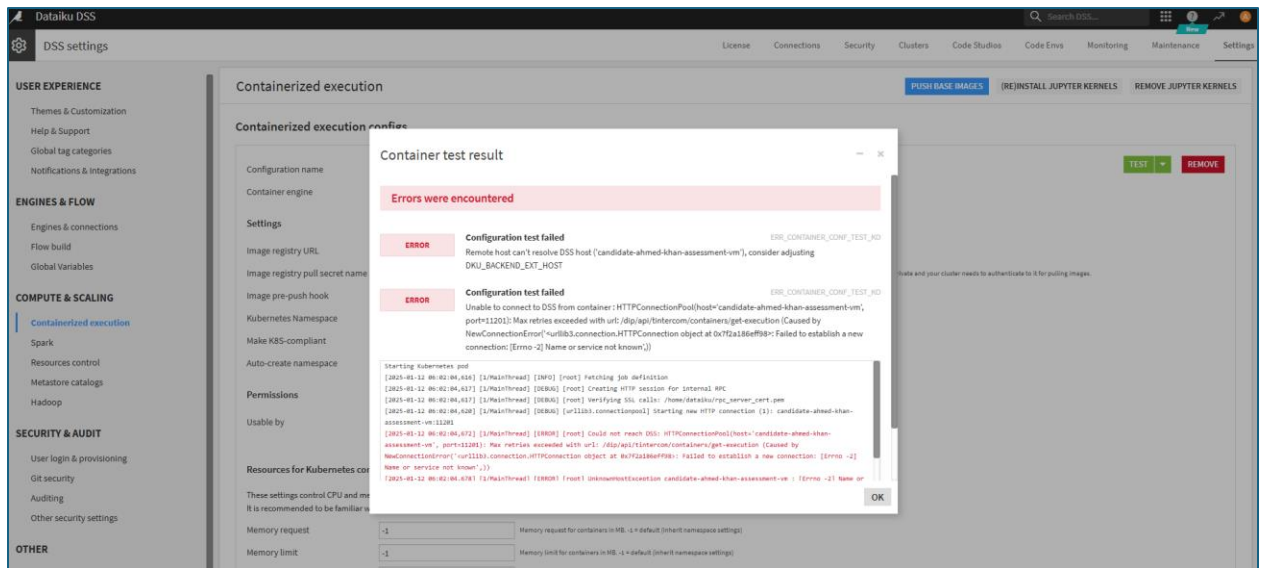 Dataiku DSS
Search DSS...
New
DSS settings
License Connections Security Clusters Code Studios Code Envs Monitoring Maintenance Settings
USER EXPERIENCE
Themes & Customization
Help & Support
Global tag categories
Notifications & Integrations
ENGINES & FLOW
Engines & connections
Flow build
Global Variables
COMPUTE & SCALING
Containerized execution
Spark
Resources control
Metastore catalogs
Hadoop
SECURITY & AUDIT
User login & provisioning
Git security
Auditing
Other security settings
OTHER
Containerized execution
PUSH BASE IMAGES (RE)INSTALL JUPYTER KERNELS REMOVE JUPYTER KERNELS
Containerized execution configs
Configuration name
TEST REMOVE
Container engine
Settings
Image registry URL
Image registry pull secret name
ivate and your cluster needs to authenticate to it for pulling images.
Image pre-push hook
Kubernetes Namespace
Make K8S-compliant
Auto-create namespace
Permissions
Usable by
Resources for Kubernetes con
These settings control CPU and me
It is recommended to be familiar w
Memory request -1 Memory request for containers in MB. -1 = default (inherit namespace settings)
Memory limit -1 Memory limit for containers in MB. -1 = default (inherit namespace settings)
Container test result
Errors were encountered
ERROR Configuration test failed ERR_CONTAINER_CONF_TEST_KO
Remote host can't resolve DSS host ('candidate-ahmed-khan-assessment-vm'), consider adjusting
DKU_BACKEND_EXT_HOST
ERROR Configuration test failed ERR_CONTAINER_CONF_TEST_KO
Unable to connect to DSS from container : HTTPConnectionPool(host='candidate-ahmed-khan-assessment-vm',
port=11201): Max retries exceeded with url: /dip/api/tintercom/containers/get-execution (Caused by
NewConnectionError('<urllib3.connection.HTTPConnection object at 0x7f2a186eff98>: Failed to establish a new
connection: [Errno -2] Name or service not known',))
Starting Kubernetes pod
[2025-01-12 06:02:04,616] [1/MainThread] [INFO] [root] Fetching job definition
[2025-01-12 06:02:04,617] [1/MainThread] [DEBUG] [root] Creating HTTP session for internal RPC
[2025-01-12 06:02:04,617] [1/MainThread] [DEBUG] [root] Verifying SSL calls: /home/dataiku/rpc_server_cert.pem
[2025-01-12 06:02:04,620] [1/MainThread] [DEBUG] [urllib3.connectionpool] Starting new HTTP connection (1): candidate-ahmed-khan-
assessment-vm:11201
[2025-01-12 06:02:04,672] [1/MainThread] [ERROR] [root] Could not reach DSS: HTTPConnectionPool(host='candidate-ahmed-khan-
assessment-vm', port=11201): Max retries exceeded with url: /dip/api/tintercom/containers/get-execution (Caused by
NewConnectionError('<urllib3.connection.HTTPConnection object at 0x7f2a186eff98>: Failed to establish a new connection: [Errno -2]
Name or service not known',))
[2025-01-12 06:02:04,678] [1/MainThread] [ERROR] [root] UnknownHostException candidate-ahmed-khan-assessment-vm : [Errno -2] Name or
OK